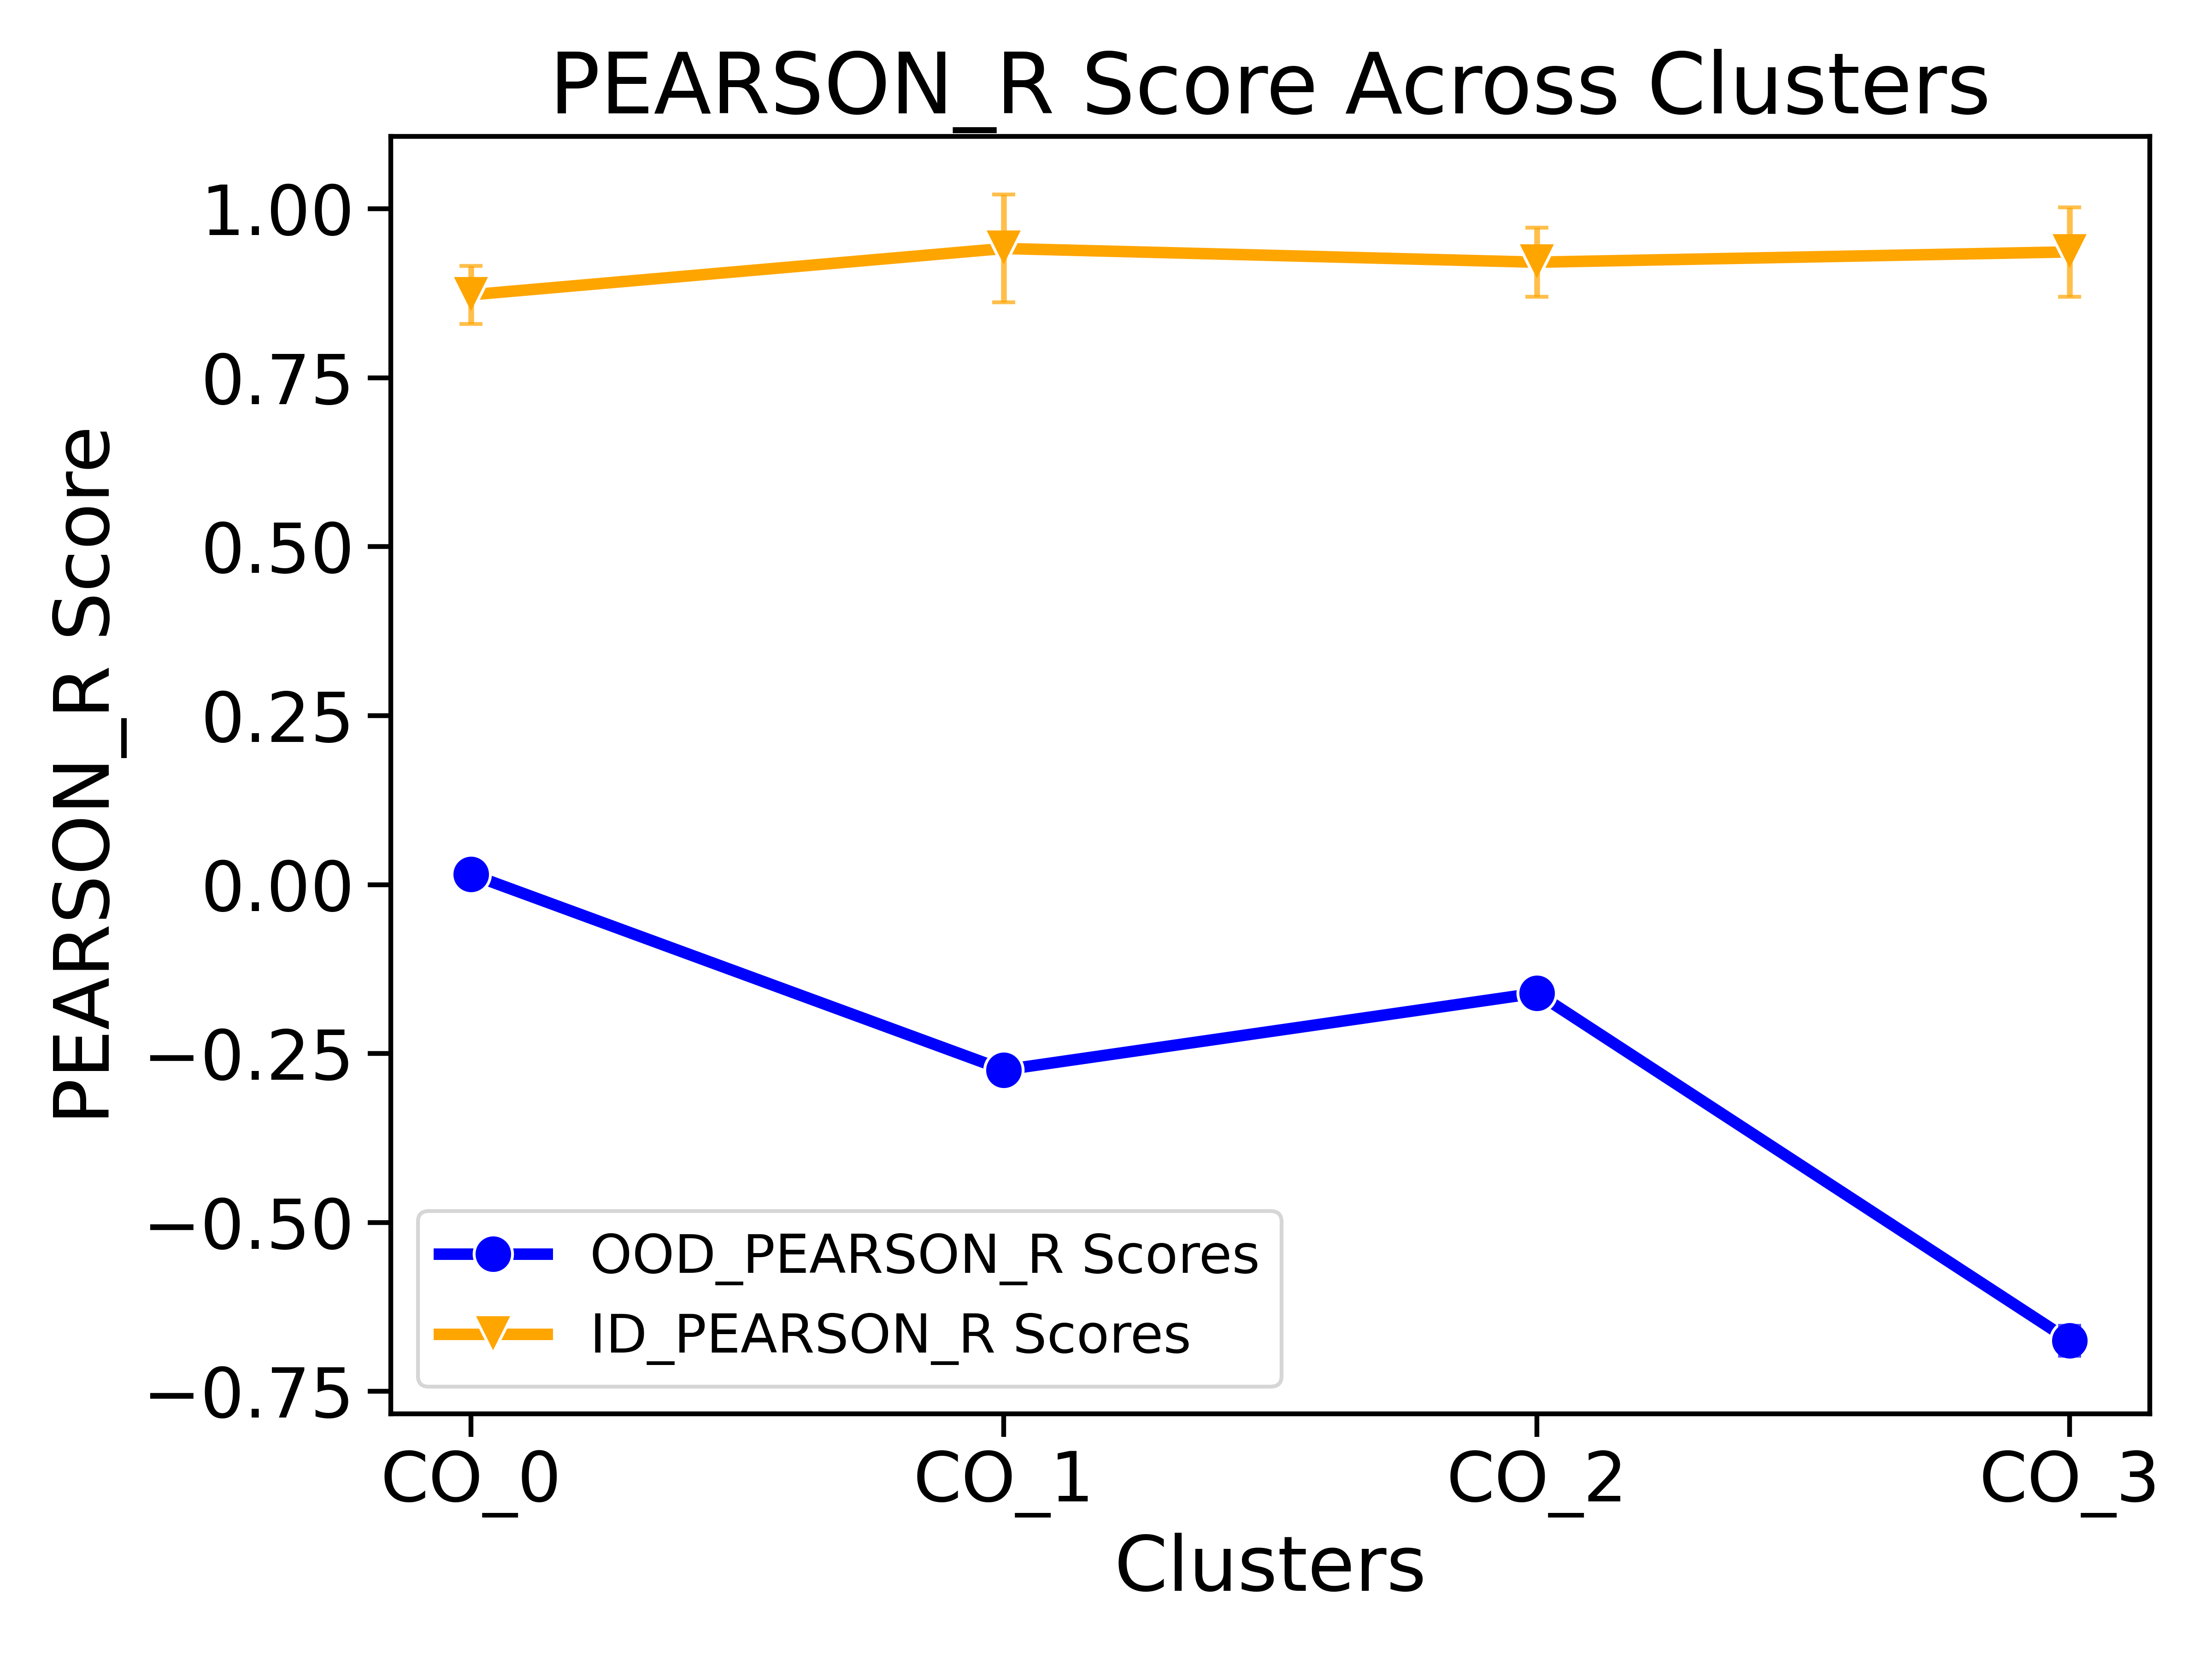 PEARSON_R Score Across Clusters
PEARSON_R Score
1.00
0.75
0.50
0.25
0.00
−0.25
−0.50
−0.75
OOD_PEARSON_R Scores
ID_PEARSON_R Scores
CO_0 CO_1 CO_2 CO_3
Clusters